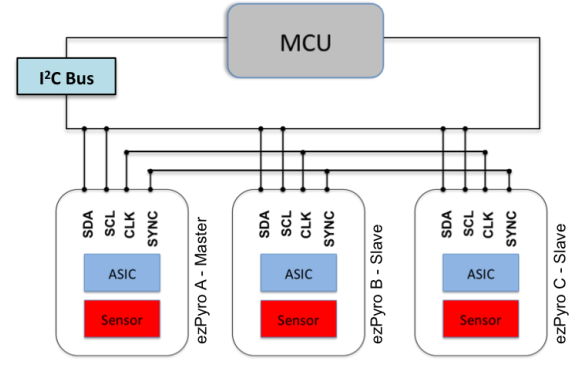 MCU
I²C Bus
SDA
SCL
CLK
SYNC
ASIC
Sensor
ezPyro A - Master
SDA
SCL
CLK
SYNC
ASIC
Sensor
ezPyro B - Slave
SDA
SCL
CLK
SYNC
ASIC
Sensor
ezPyro C - Slave